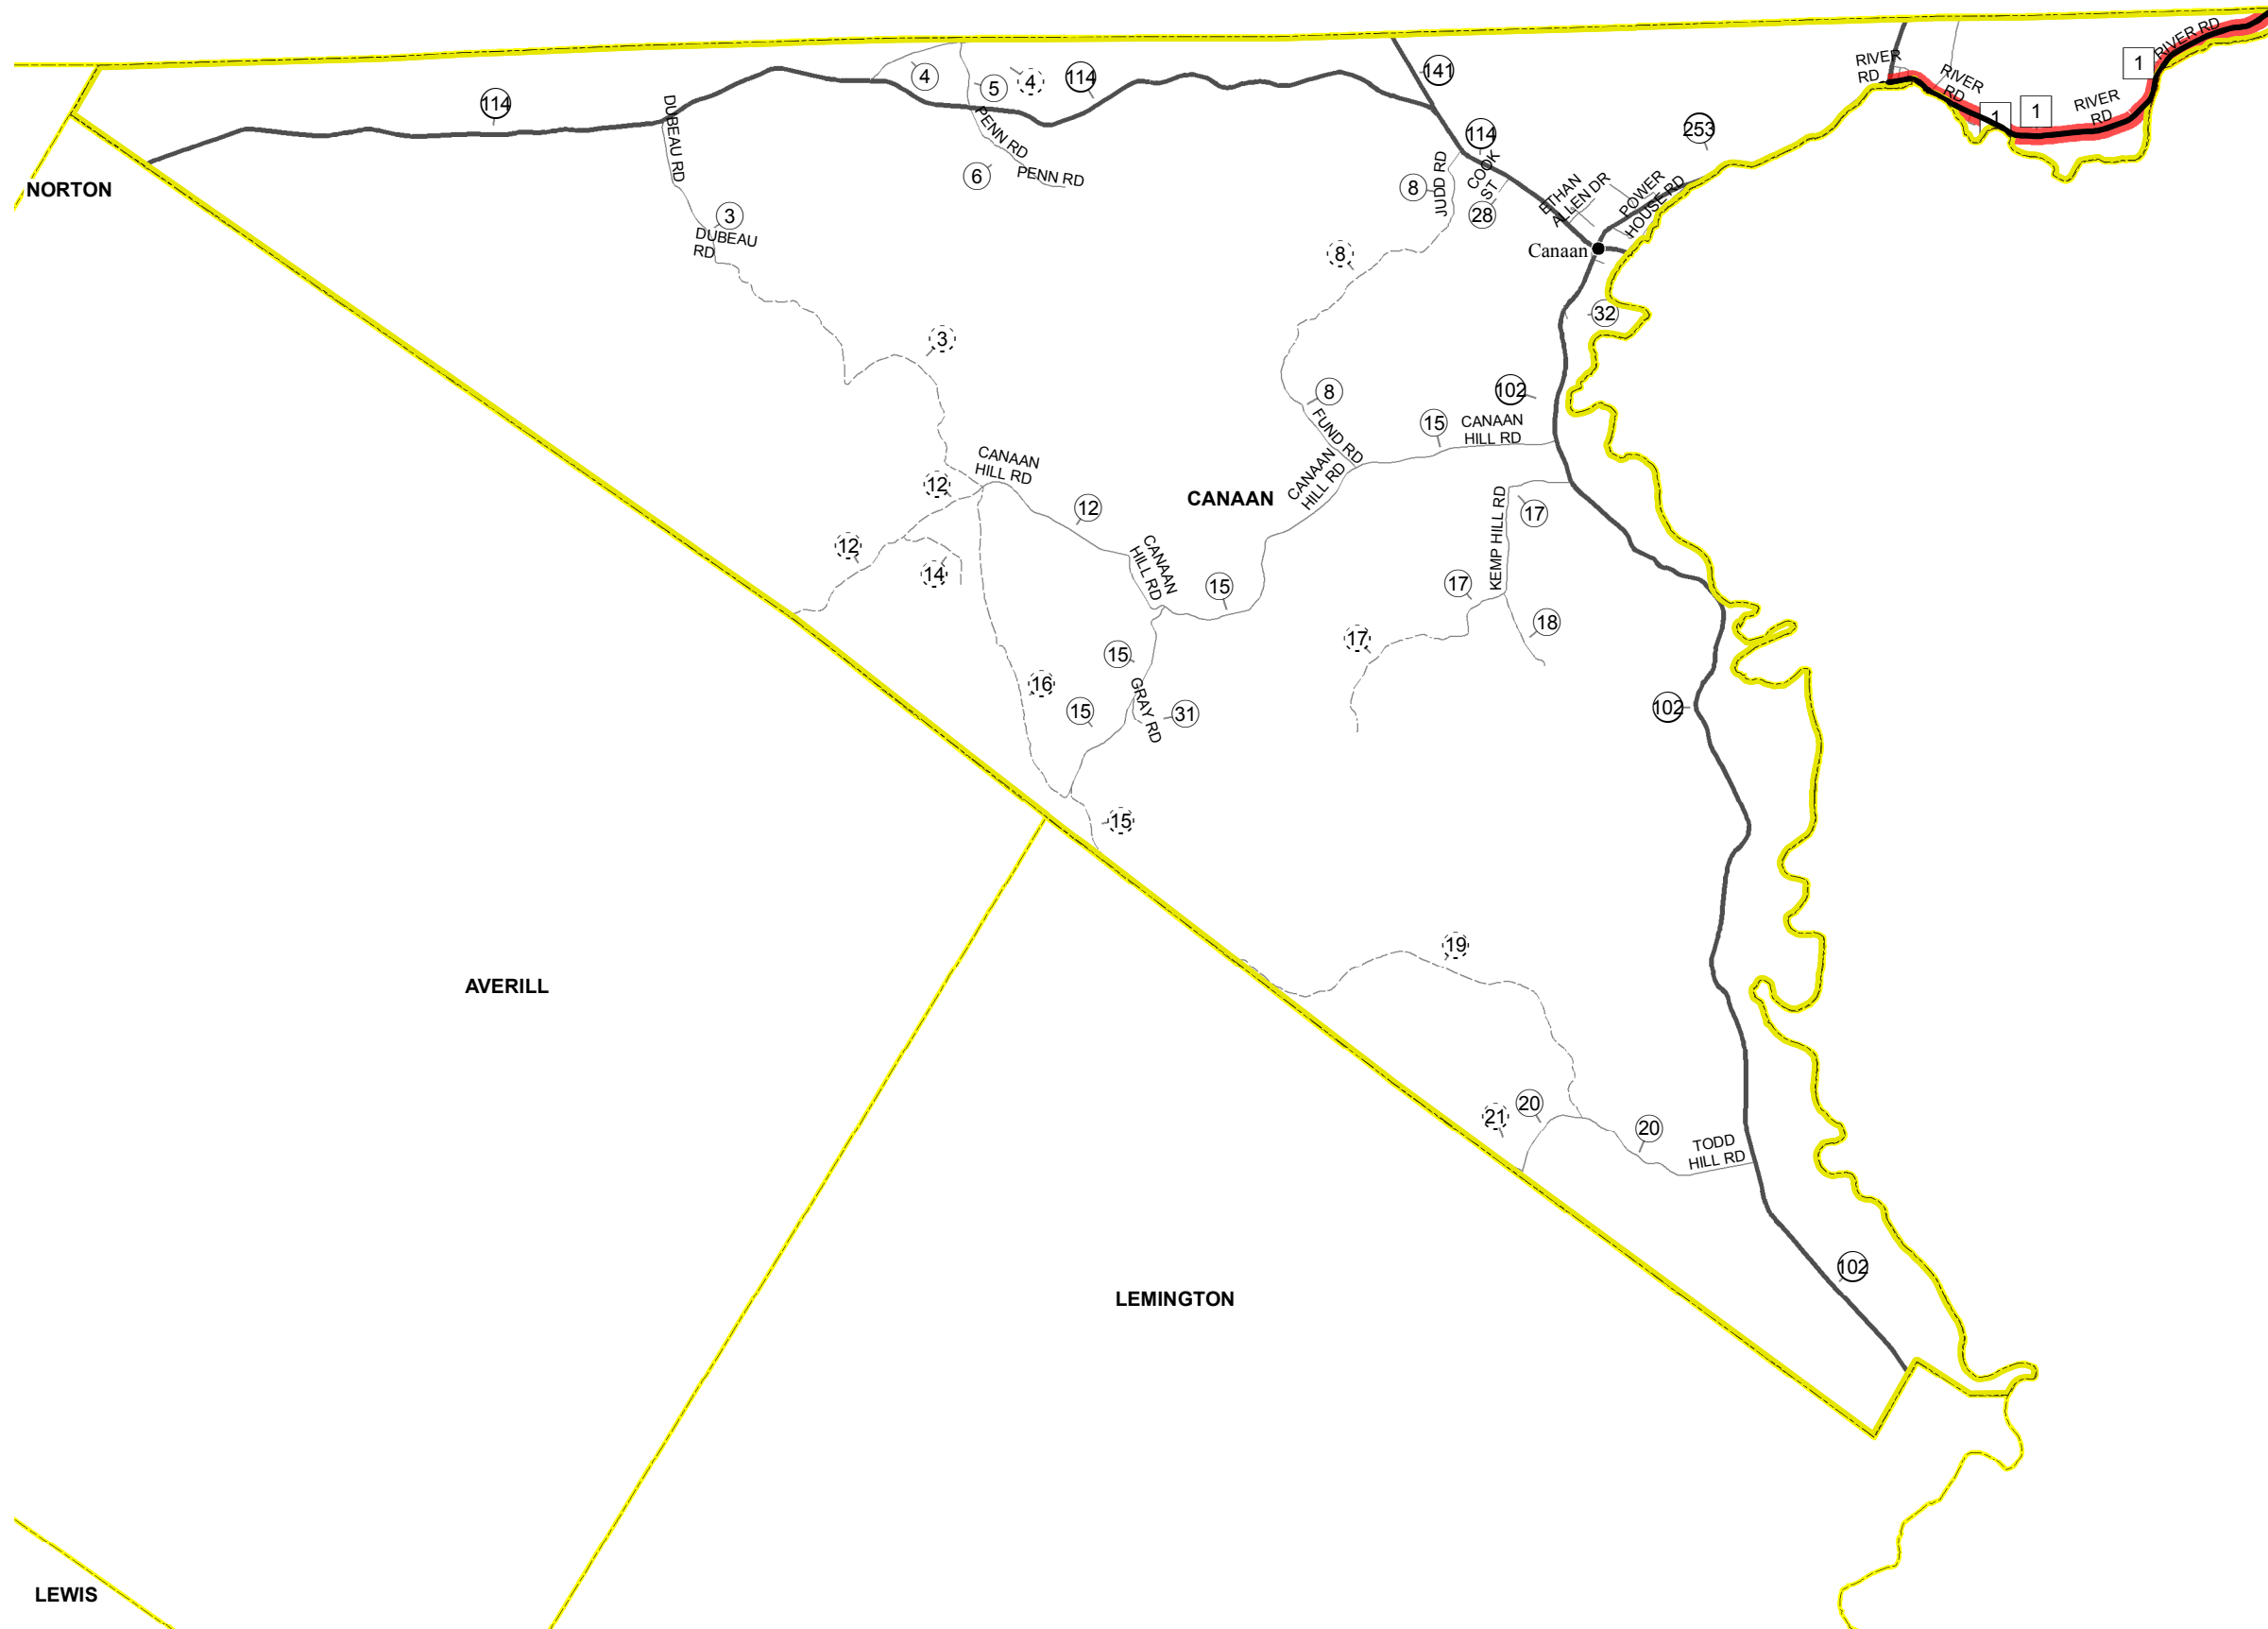 RIVER RD
1
RIVER
RD
141
4
4
114
5
RIVER
RD
114
RIVER
RD
1
1
DUBEAU RD
253
PENN RD
114
COOK
ST
JUDD RD
6
PENN RD
8
ETHAN
ALLEN DR
POWER
HOUSE RD
NORTON
3
28
DUBEAU
RD
Canaan
8
32
3
102
8
FUND RD
15
CANAAN
HILL RD
CANAAN
HILL RD
CANAAN
HILL RD
12
CANAAN
12
KEMP HILL RD
17
12
CANAAN
HILL RD
14
15
17
18
17
15
16
GRAY RD
15
31
102
15
19
AVERILL
21
20
20
TODD
HILL RD
102
LEMINGTON
LEWIS